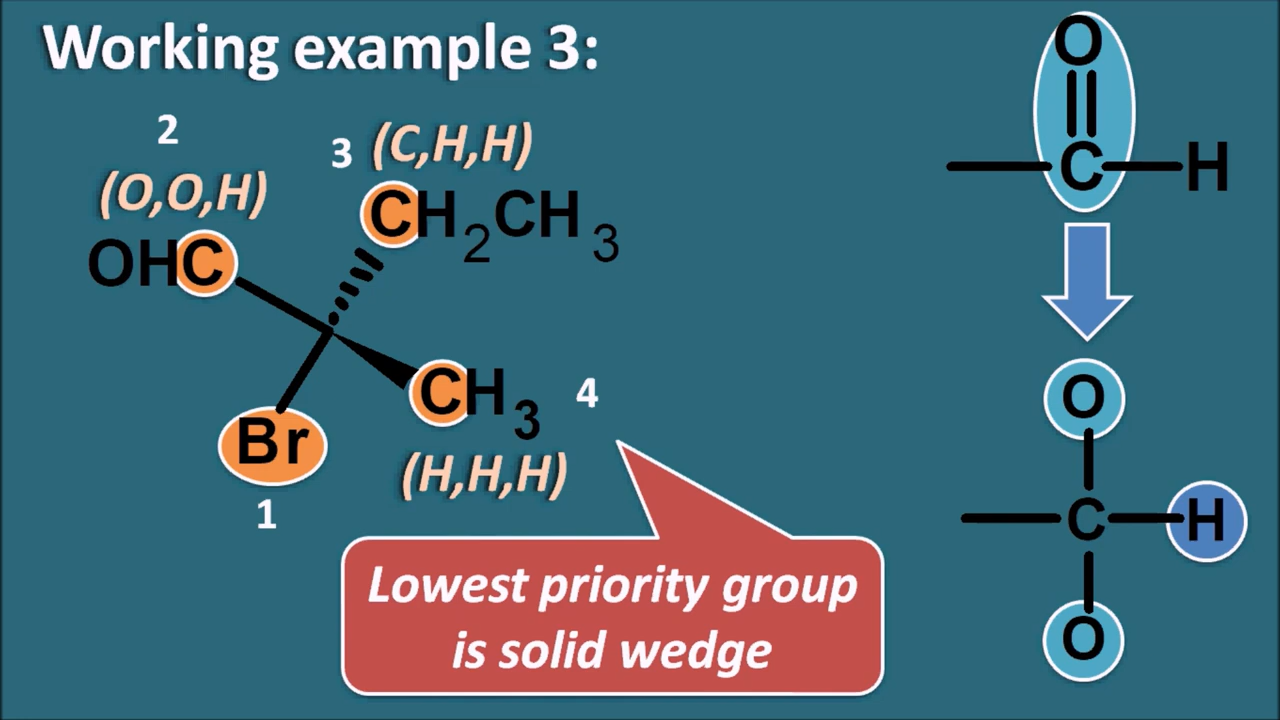 Working example 3:
2
3 (C,H,H)
(O,O,H)
CH2CH3
OHC
CH3 4
Br
(H,H,H)
1
Lowest priority group
is solid wedge
O
C H
O
C H
O